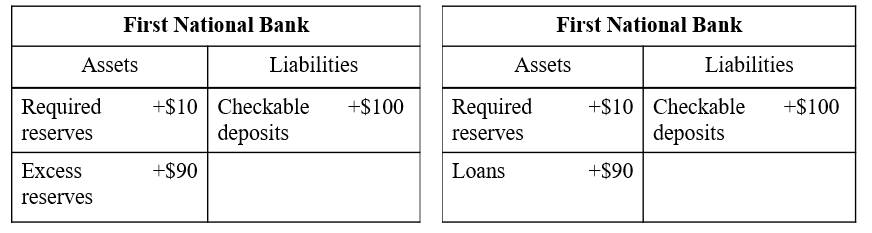 First National Bank
Assets Liabilities
Required +$10 Checkable +$100
reserves deposits
Excess +$90
reserves
First National Bank
Assets Liabilities
Required +$10 Checkable +$100
reserves deposits
Loans +$90